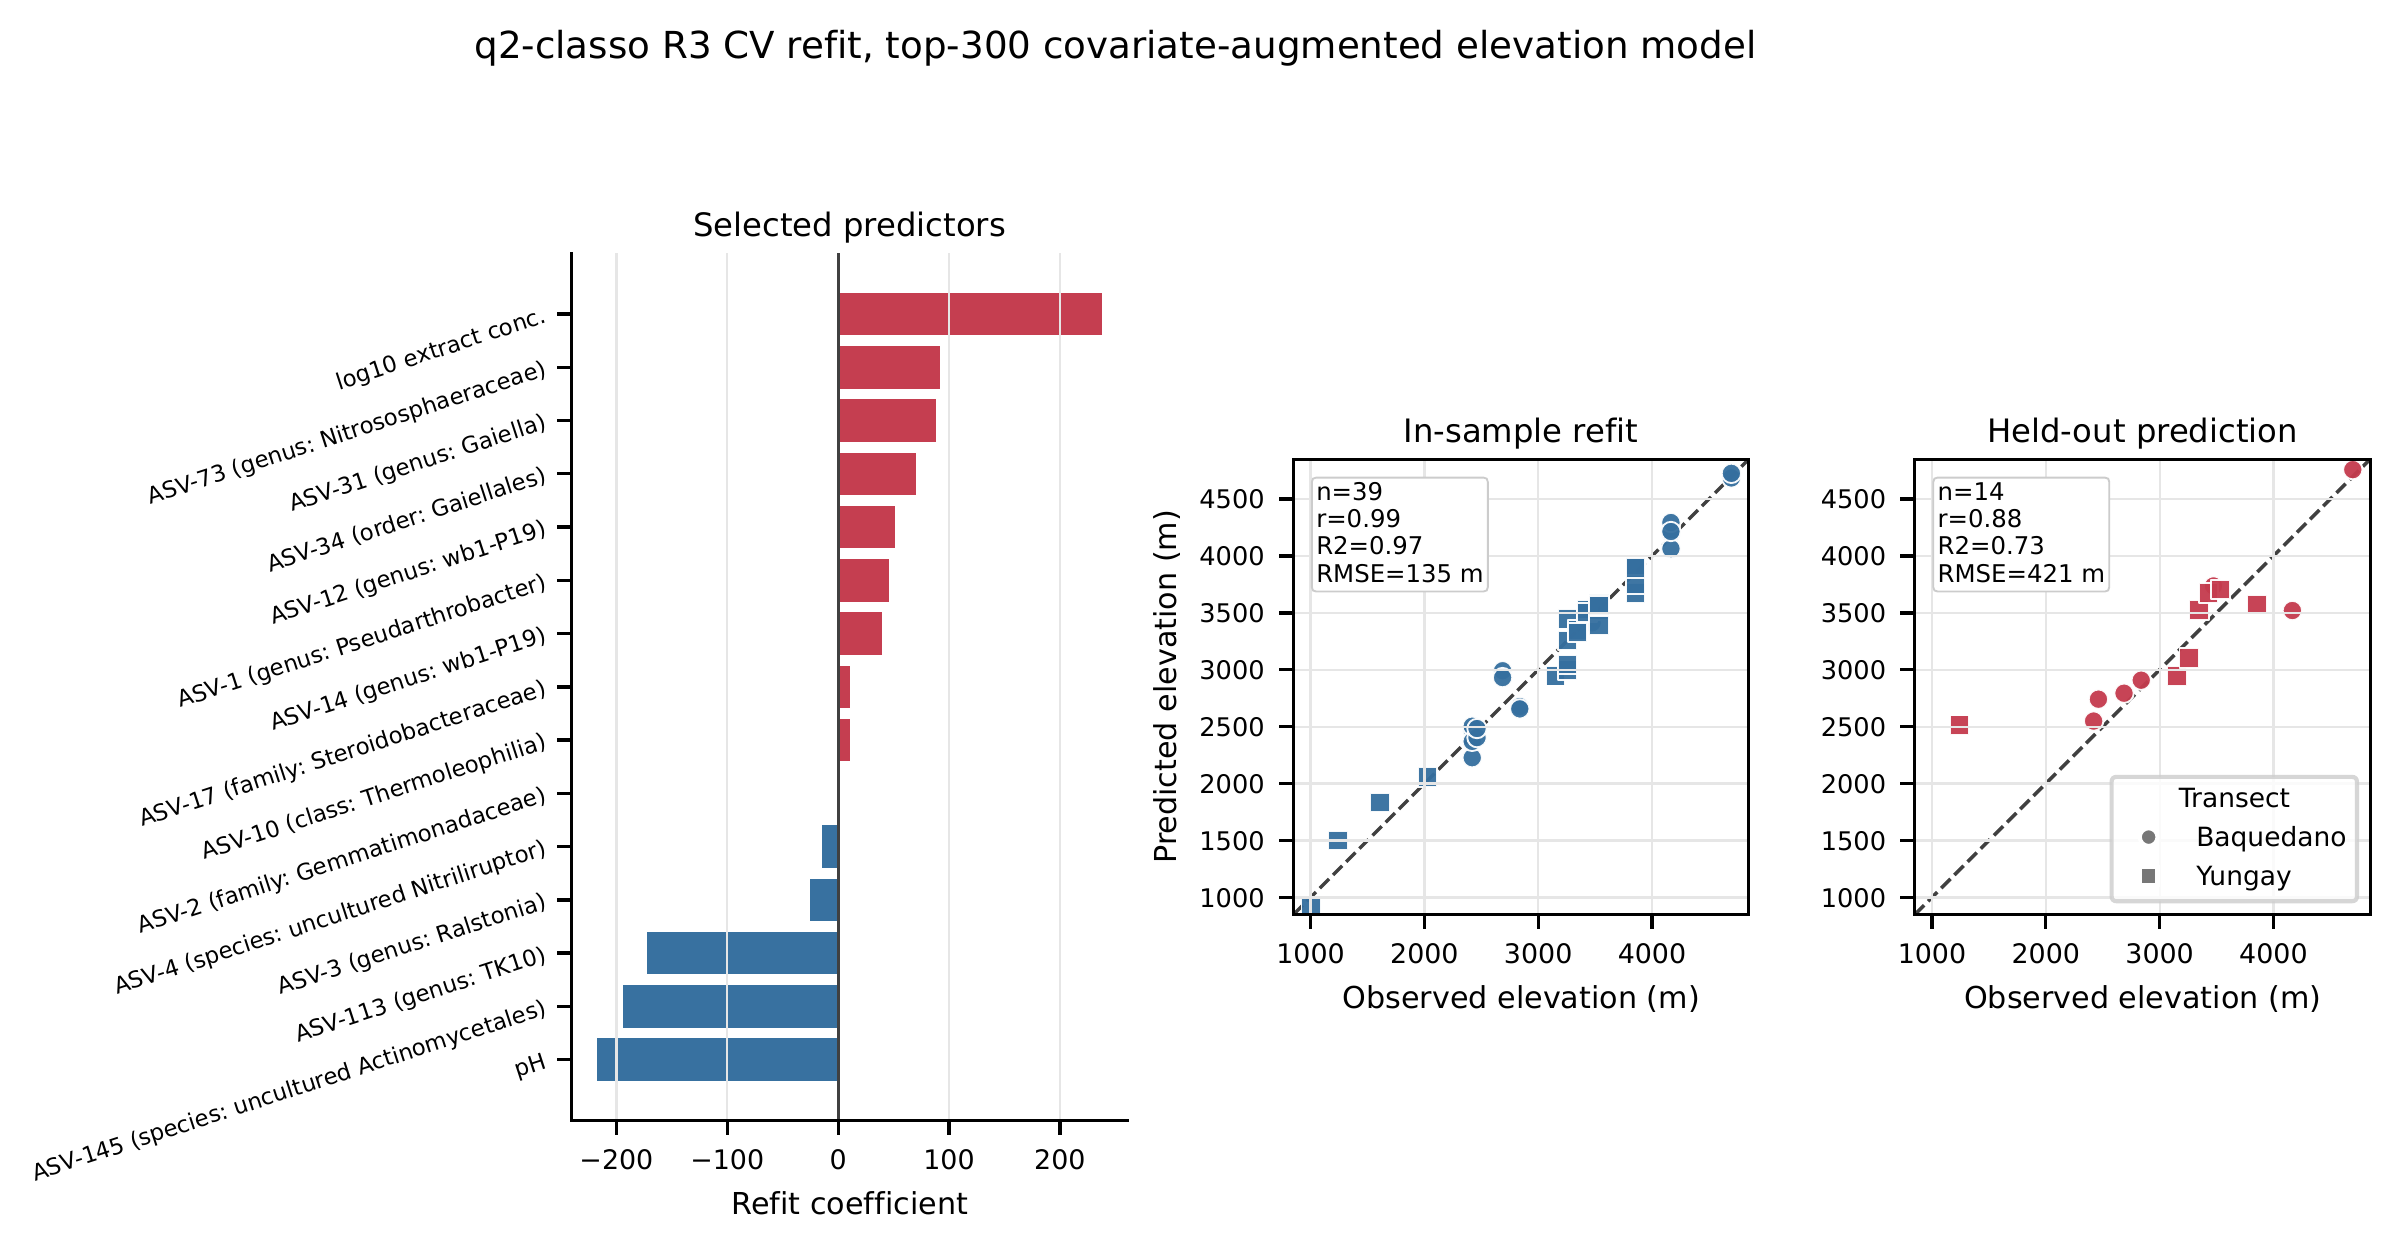 q2-classo R3 CV refit, top-300 covariate-augmented elevation model
Selected predictors
log10 extract conc.
ASV-73 (genus: Nitrososphaeraceae)
ASV-31 (genus: Gaiella)
ASV-34 (order: Gaiellales)
ASV-12 (genus: wb1-P19)
ASV-1 (genus: Pseudarthrobacter)
ASV-14 (genus: wb1-P19)
ASV-17 (family: Steroidobacteraceae)
ASV-10 (class: Thermoleophilia)
ASV-2 (family: Gemmatimonadaceae)
ASV-4 (species: uncultured Nitriliruptor)
ASV-3 (genus: Ralstonia)
ASV-113 (genus: TK10)
ASV-145 (species: uncultured Actinomycetales)
pH
−200 −100 0 100 200
Refit coefficient
In-sample refit
Predicted elevation (m)
4500
4000
3500
3000
2500
2000
1500
1000
n=39
r=0.99
R2=0.97
RMSE=135 m
1000 2000 3000 4000
Observed elevation (m)
Held-out prediction
4500
4000
3500
3000
2500
2000
1500
1000
n=14
r=0.88
R2=0.73
RMSE=421 m
Transect
Baquedano
Yungay
1000 2000 3000 4000
Observed elevation (m)